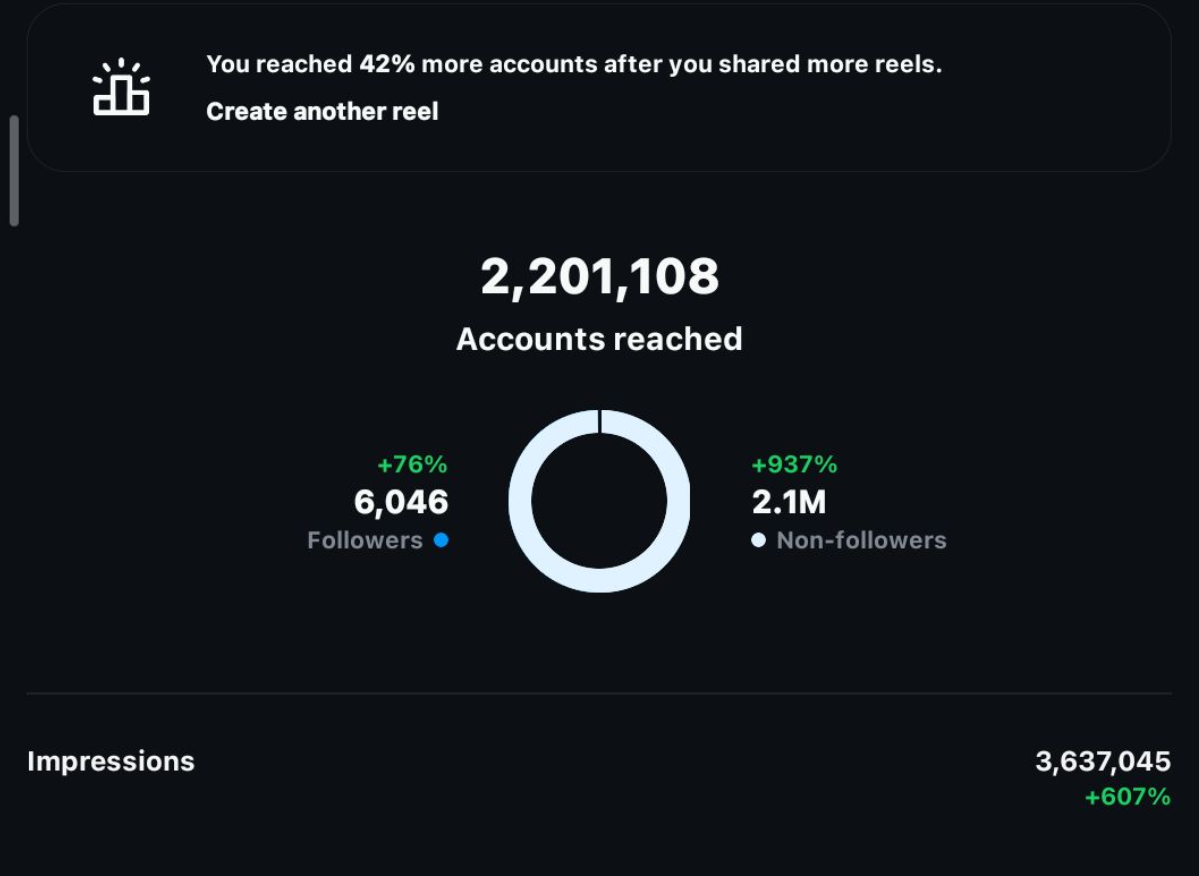 You reached 42% more accounts after you shared more reels.
Create another reel
2,201,108
Accounts reached
+76%
6,046
Followers
+937%
2.1M
Non-followers
Impressions
3,637,045
+607%